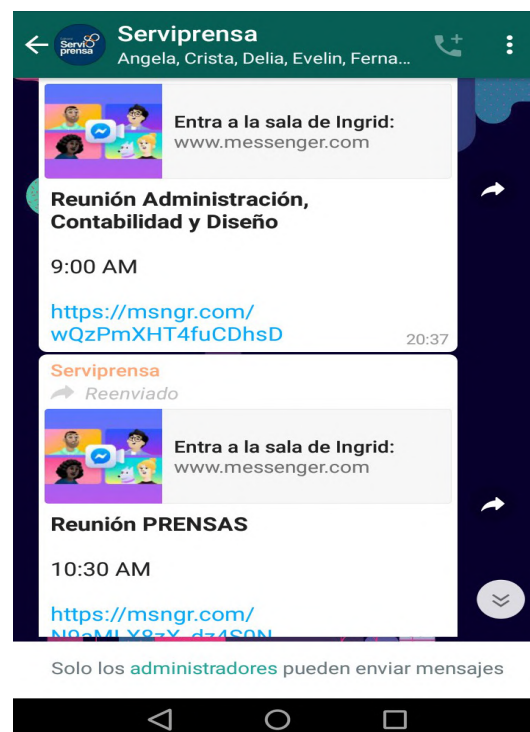 Serviprensa
Servi
prensa
Angela, Crista, Delia, Evelin, Ferna...
Entra a la sala de Ingrid:
www.messenger.com
Reunión Administración,
Contabilidad y Diseño
9:00 AM
https://msngr.com/
wQzPmXHT4fuCDhsD
20:37
Serviprensa
Reenviado
Entra a la sala de Ingrid:
www.messenger.com
Reunión PRENSAS
10:30 AM
https://msngr.com/
Solo los administradores pueden enviar mensajes